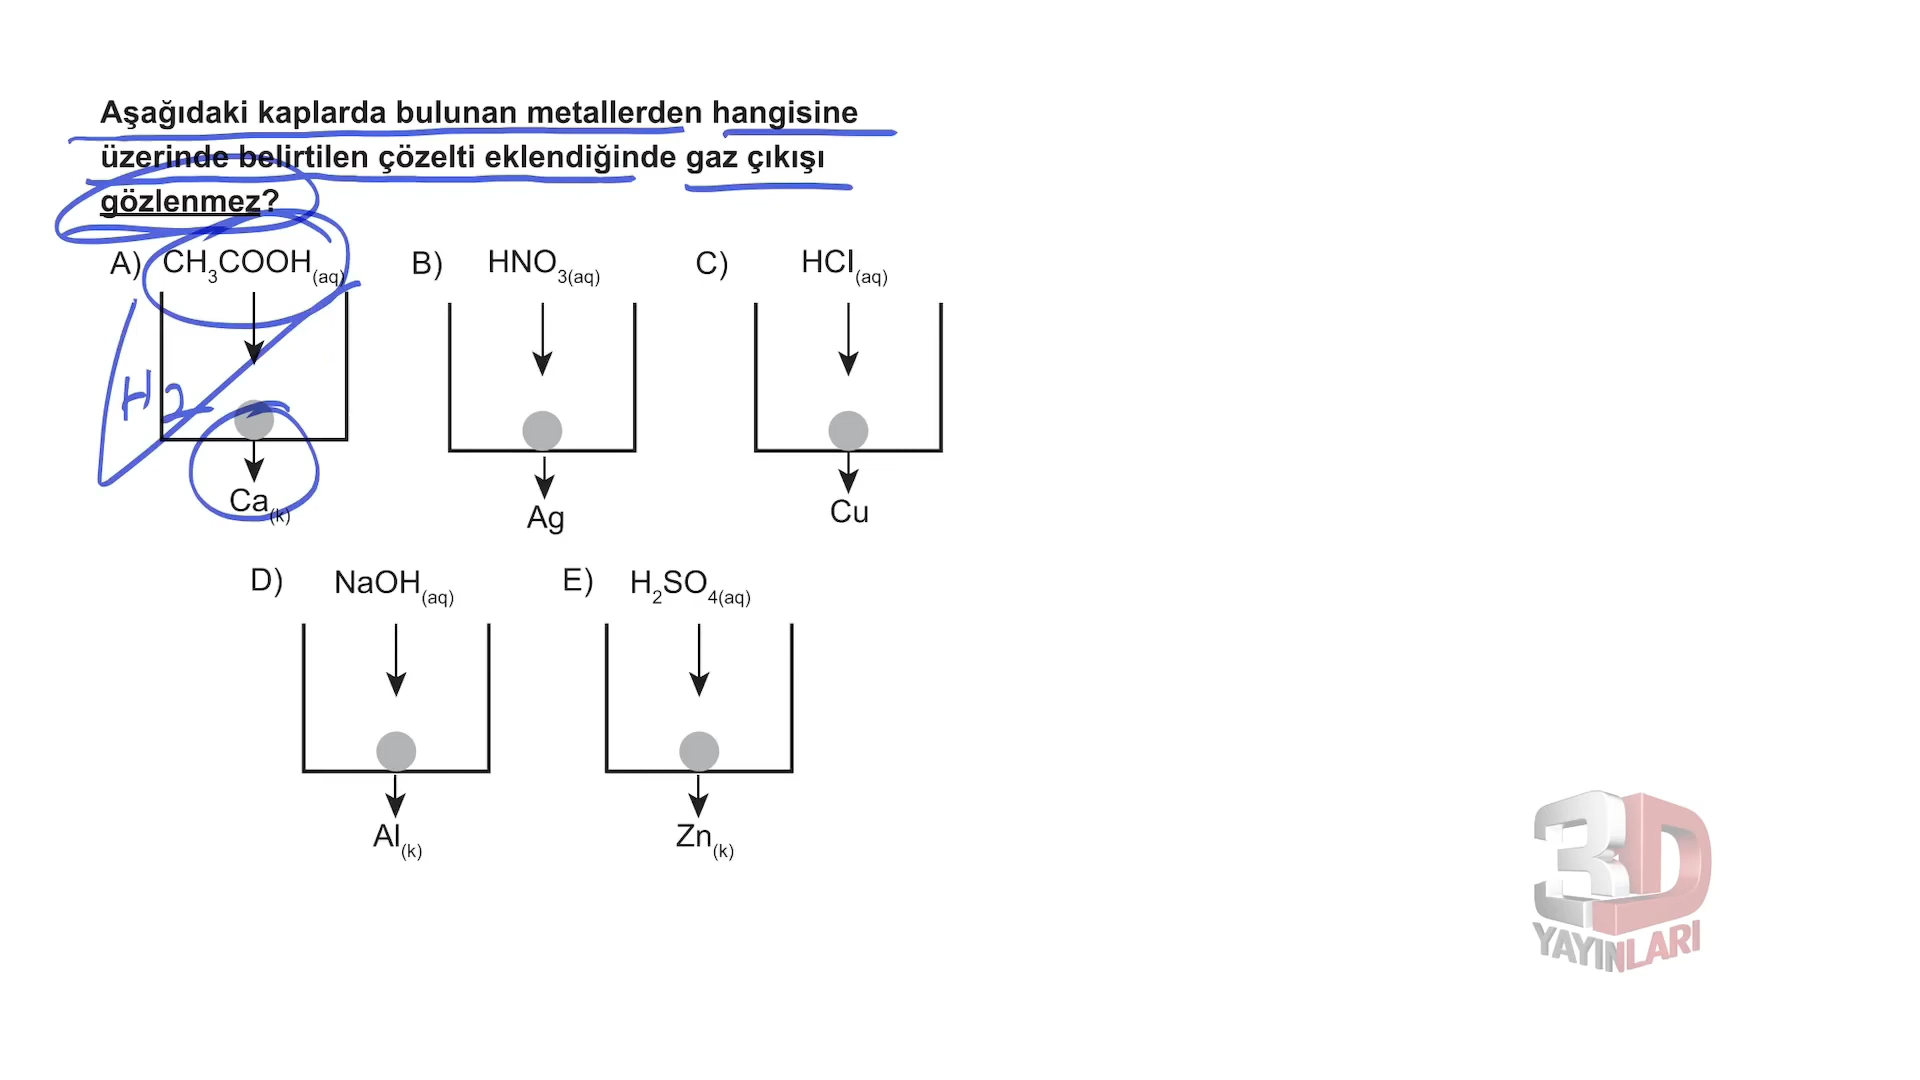 Aşağıdaki kaplarda bulunan metallerden hangisine
üzerinde belirtilen çözelti eklendiğinde gaz çıkışı
gözlenmez?
A) CH₃COOH(aq) B) HNO₃(aq) C) HCl(aq)
H2
Ca(k) Ag Cu
D) NaOH(aq) E) H₂SO₄(aq)
Al(k) Zn(k)
3D
YAYINLARI